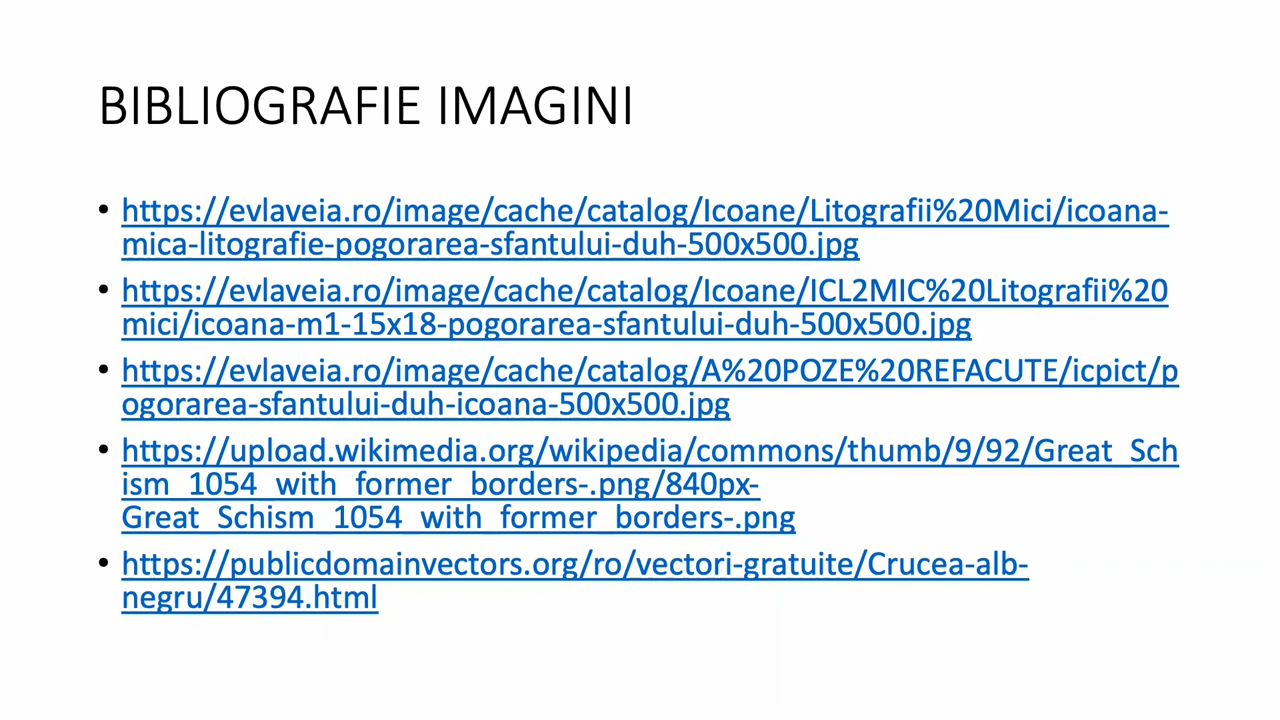 BIBLIOGRAFIE IMAGINI
• https://evlaveia.ro/image/cache/catalog/Icoane/Litografii%20Mici/icoana-
mica-litografie-pogorarea-sfantului-duh-500x500.jpg
• https://evlaveia.ro/image/cache/catalog/Icoane/ICL2MIC%20Litografii%20
mici/icoana-m1-15x18-pogorarea-sfantului-duh-500x500.jpg
• https://evlaveia.ro/image/cache/catalog/A%20POZE%20REFACUTE/icpict/p
ogorarea-sfantului-duh-icoana-500x500.jpg
• https://upload.wikimedia.org/wikipedia/commons/thumb/9/92/Great_Sch
ism_1054_with_former_borders-.png/840px-
Great_Schism_1054_with_former_borders-.png
• https://publicdomainvectors.org/ro/vectori-gratuite/Crucea-alb-
negru/47394.html